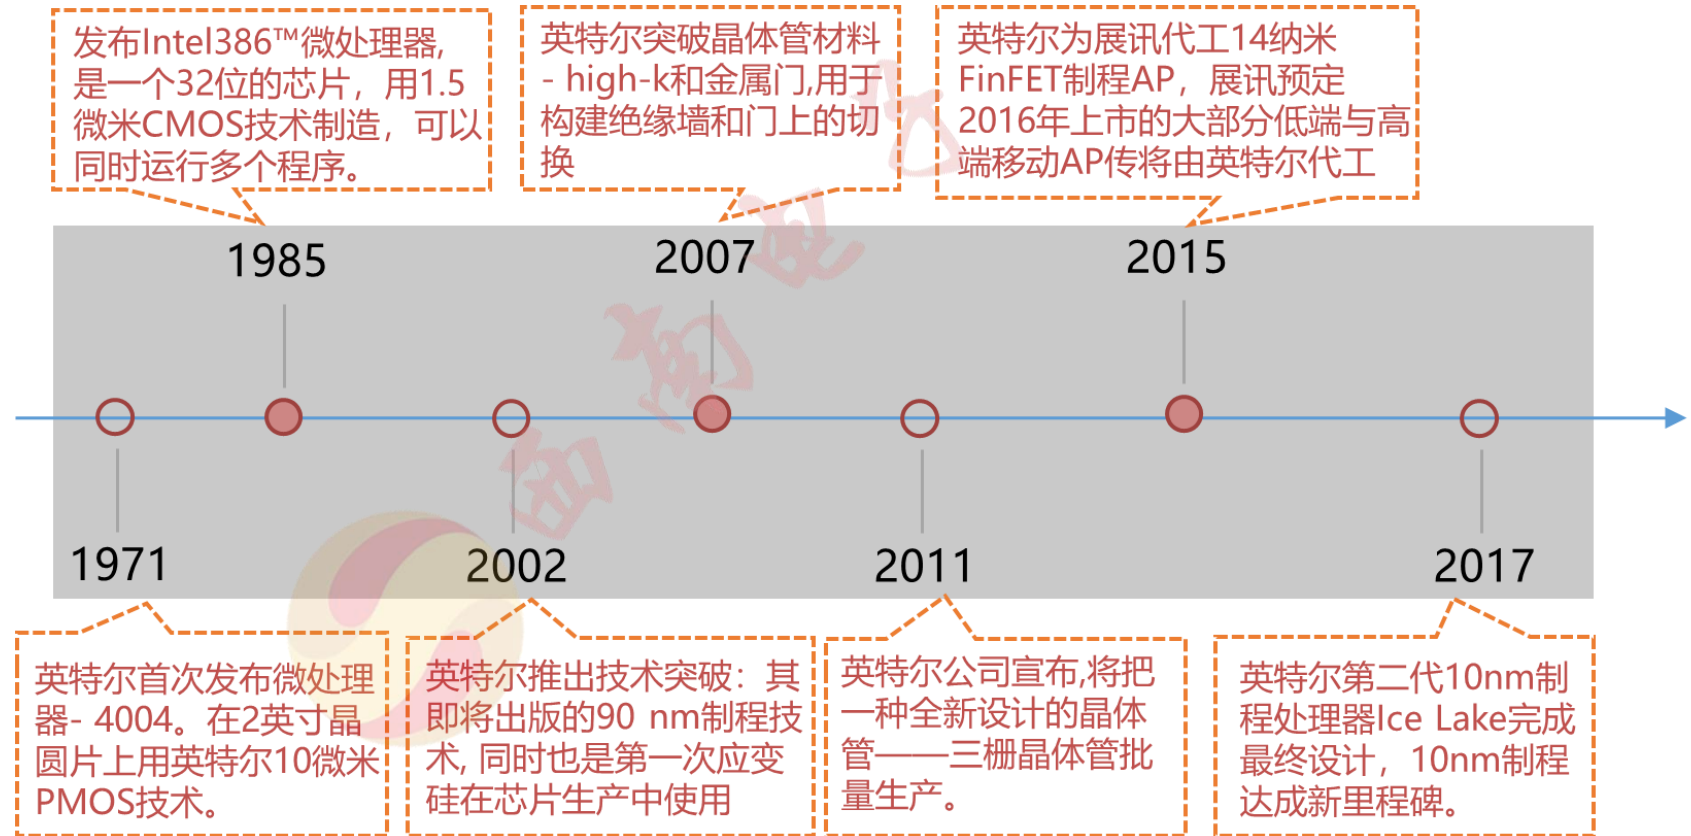 发布Intel386™微处理器,
是一个32位的芯片，用1.5
微米CMOS技术制造，可以
同时运行多个程序。
英特尔突破晶体管材料
- high-k和金属门,用于
构建绝缘墙和门上的切
换
英特尔为展讯代工14纳米
FinFET制程AP，展讯预定
2016年上市的大部分低端与高
端移动AP传将由英特尔代工
1985
2007
2015
1971
2002
2011
2017
英特尔首次发布微处理
器- 4004。在2英寸晶
圆片上用英特尔10微米
PMOS技术。
英特尔推出技术突破：其
即将出版的90 nm制程技
术, 同时也是第一次应变
硅在芯片生产中使用
英特尔公司宣布,将把
一种全新设计的晶体
管——三栅晶体管批
量生产。
英特尔第二代10nm制
程处理器Ice Lake完成
最终设计，10nm制程
达成新里程碑。